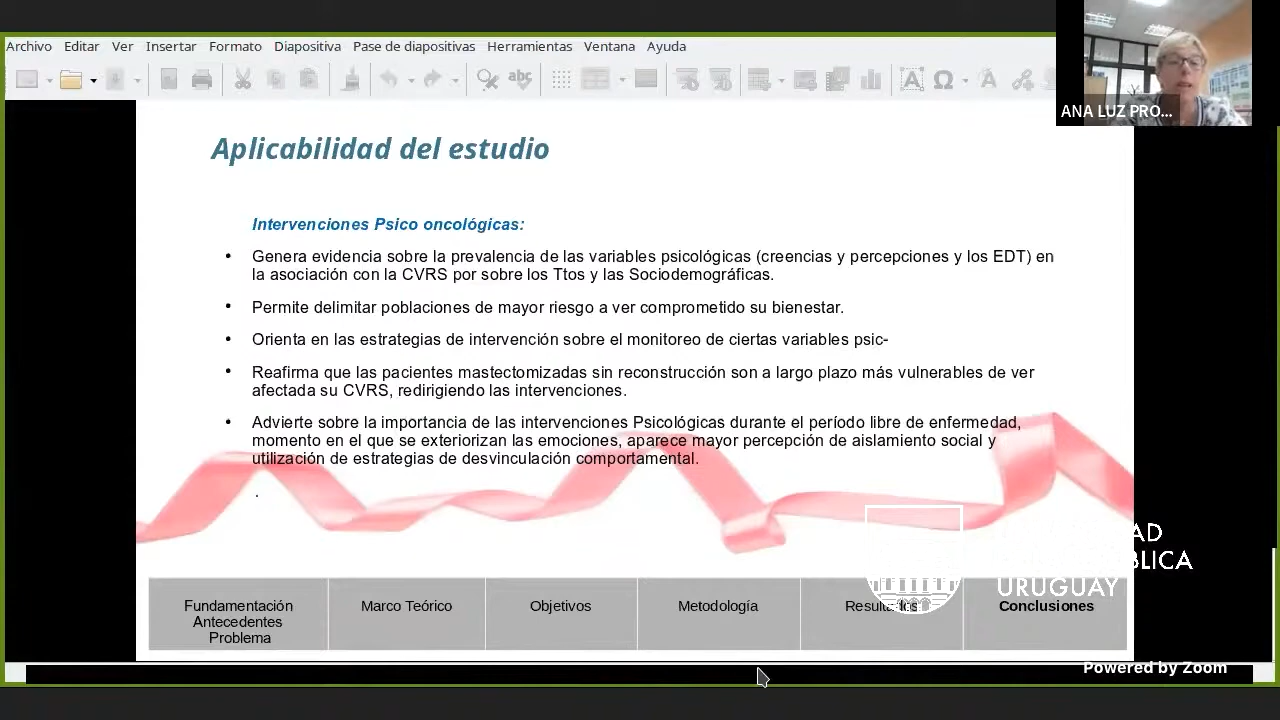 Archivo Editar Ver Insertar Formato Diapositiva Pase de diapositivas Herramientas Ventana Ayuda
ANA LUZ PRO...
Aplicabilidad del estudio
Intervenciones Psico oncológicas:
• Genera evidencia sobre la prevalencia de las variables psicológicas (creencias y percepciones y los EDT) en
la asociación con la CVRS por sobre los Ttos y las Sociodemográficas.
• Permite delimitar poblaciones de mayor riesgo a ver comprometido su bienestar.
• Orienta en las estrategias de intervención sobre el monitoreo de ciertas variables psic-
• Reafirma que las pacientes mastectomizadas sin reconstrucción son a largo plazo más vulnerables de ver
afectada su CVRS, redirigiendo las intervenciones.
• Advierte sobre la importancia de las intervenciones Psicológicas durante el período libre de enfermedad,
momento en el que se exteriorizan las emociones, aparece mayor percepción de aislamiento social y
utilización de estrategias de desvinculación comportamental.
.
URUGUAY
Fundamentación
Antecedentes
Problema
Marco Teórico
Objetivos
Metodología
Resultados
Conclusiones
Powered by Zoom